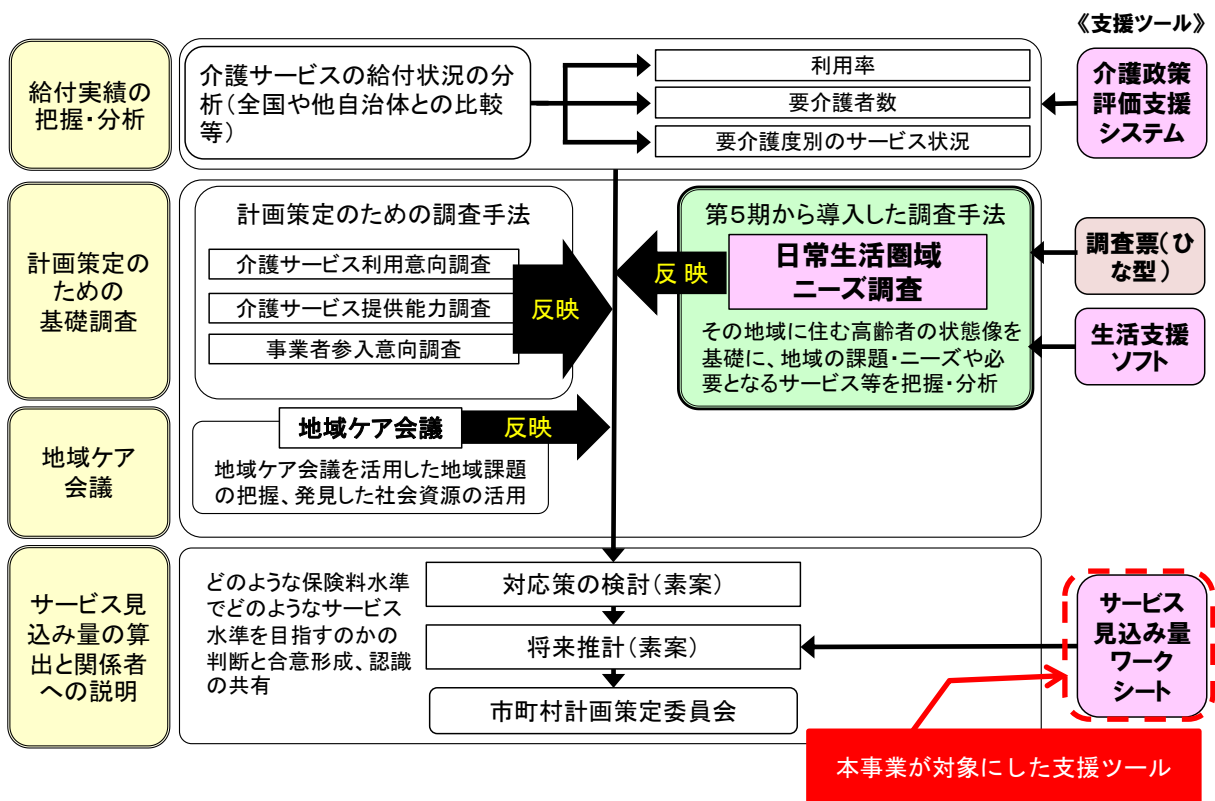 《支援ツール》
給付実績の
把握・分析
介護サービスの給付状況の分
析（全国や他自治体との比較
等）
利用率
要介護者数
要介護度別のサービス状況
介護政策
評価支援
システム
計画策定の
ための
基礎調査
計画策定のための調査手法
介護サービス利用意向調査
介護サービス提供能力調査
事業者参入意向調査
反映
反 映
第５期から導入した調査手法
日常生活圏域
ニーズ調査
その地域に住む高齢者の状態像を
基礎に、地域の課題・ニーズや必
要となるサービス等を把握・分析
調査票（ひ
な型）
生活支援
ソフト
地域ケア
会議
地域ケア会議
反映
地域ケア会議を活用した地域課題
の把握、発見した社会資源の活用
サービス見
込み量の算
出と関係者
への説明
どのような保険料水準
でどのようなサービス
水準を目指すのかの
判断と合意形成、認識
の共有
対応策の検討（素案）
将来推計（素案）
市町村計画策定委員会
サービス
見込み量
ワーク
シート
本事業が対象にした支援ツール